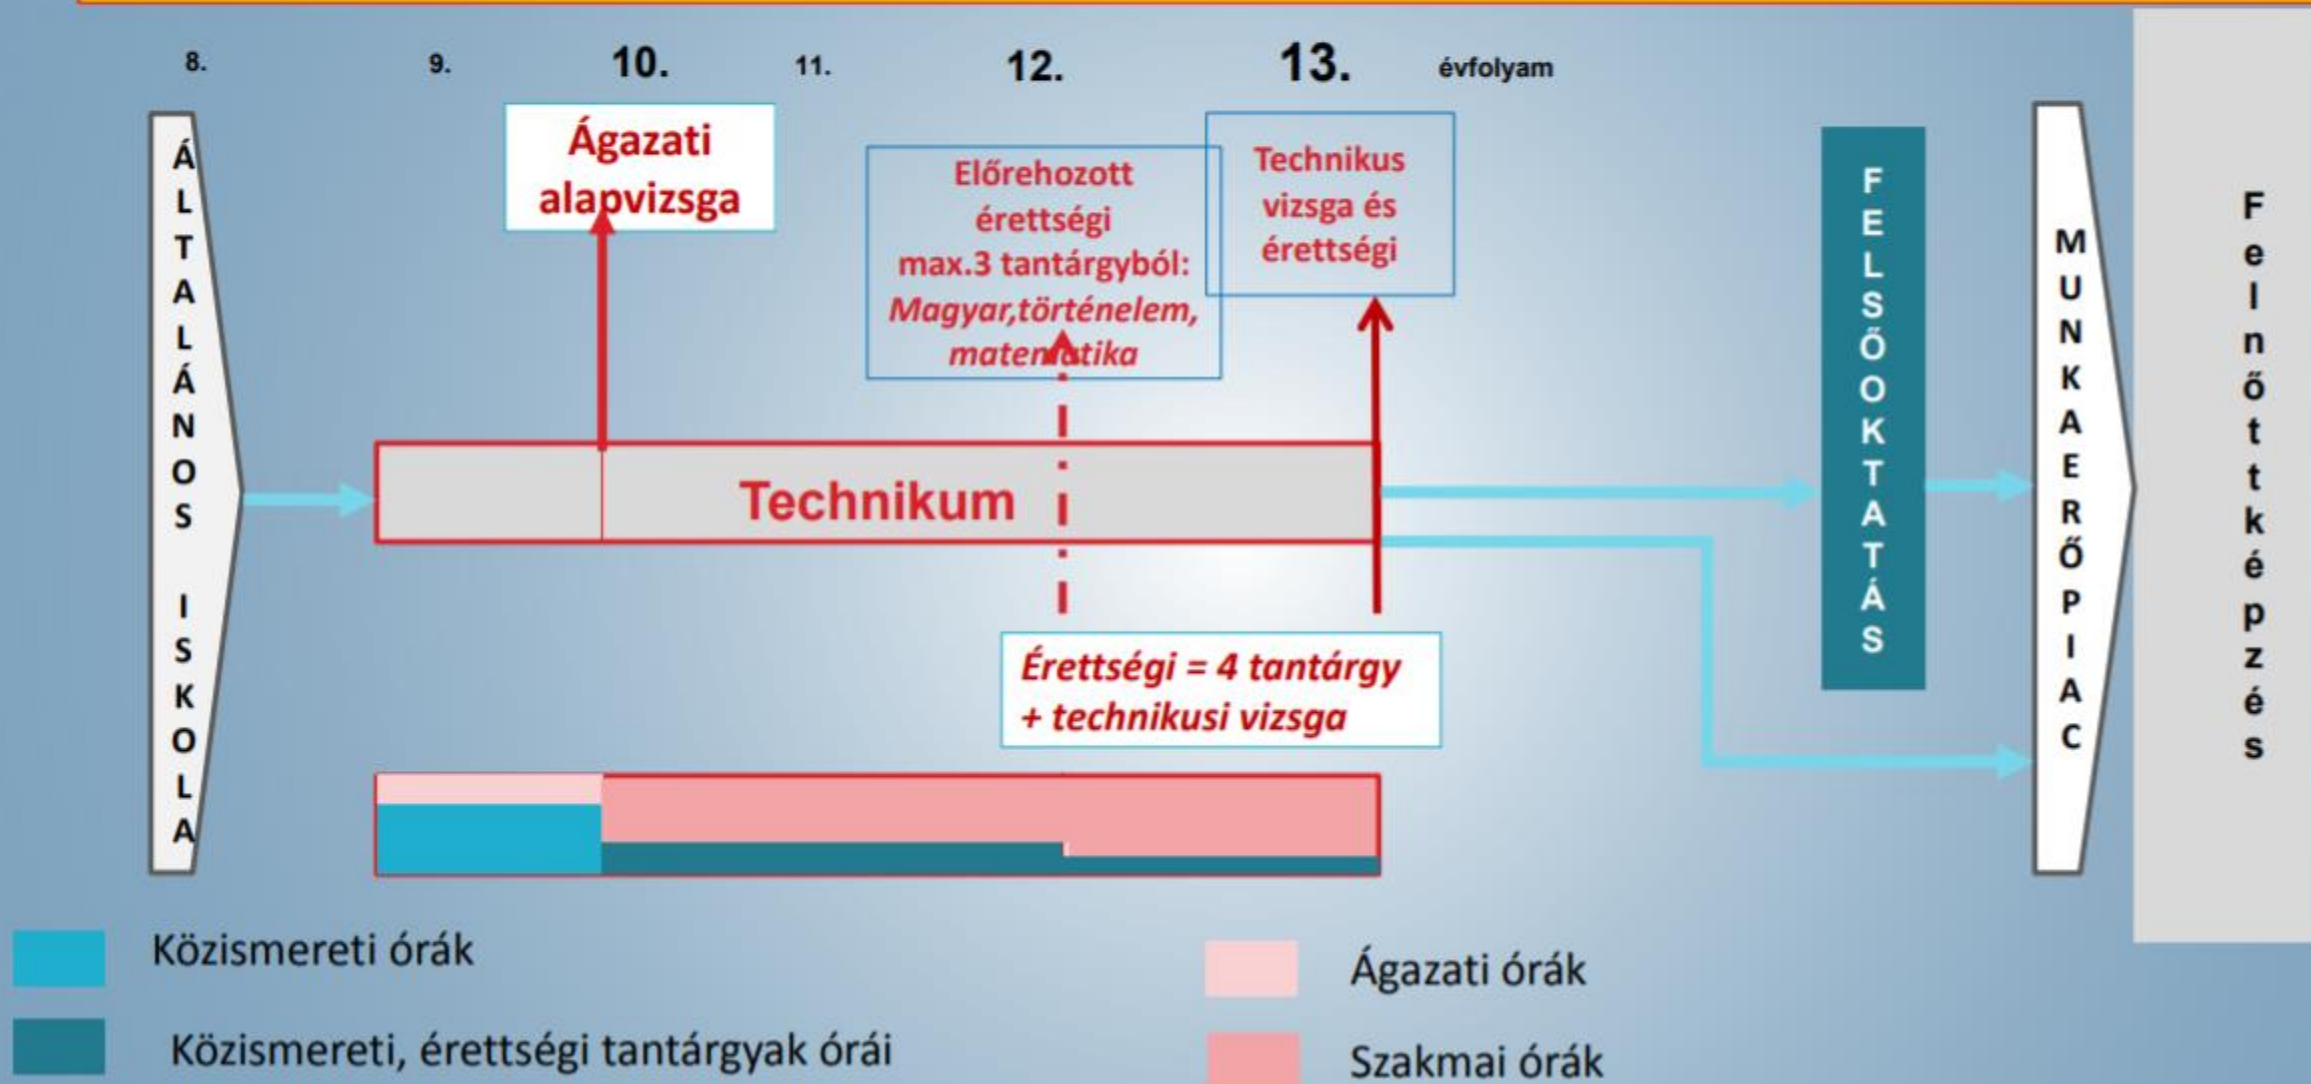 8.
9.
10.
11.
12.
13.
évfolyam
ÁLTALÁNOS ISKOLA
Ágazati
alapvizsga
Előrehozott
érettségi
max.3 tantárgyból:
Magyar,történelem,
matematika
Technikus
vizsga és
érettségi
Technikum
Érettségi = 4 tantárgy
+ technikusi vizsga
FELSŐOKTATÁS
MUNKAERŐPIAC
Felnőttképzés
Közismereti órák
Ágazati órák
Közismereti, érettségi tantárgyak órái
Szakmai órák